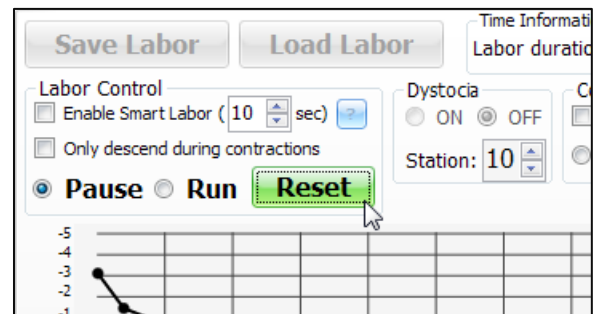 Save Labor
Load Labor
Time Informati
Labor duratio
Labor Control
Enable Smart Labor ( 10 sec) ?
Only descend during contractions
Pause Run Reset
Dystocia
ON OFF
Station: 10
-5
-4
-3
-2
-1